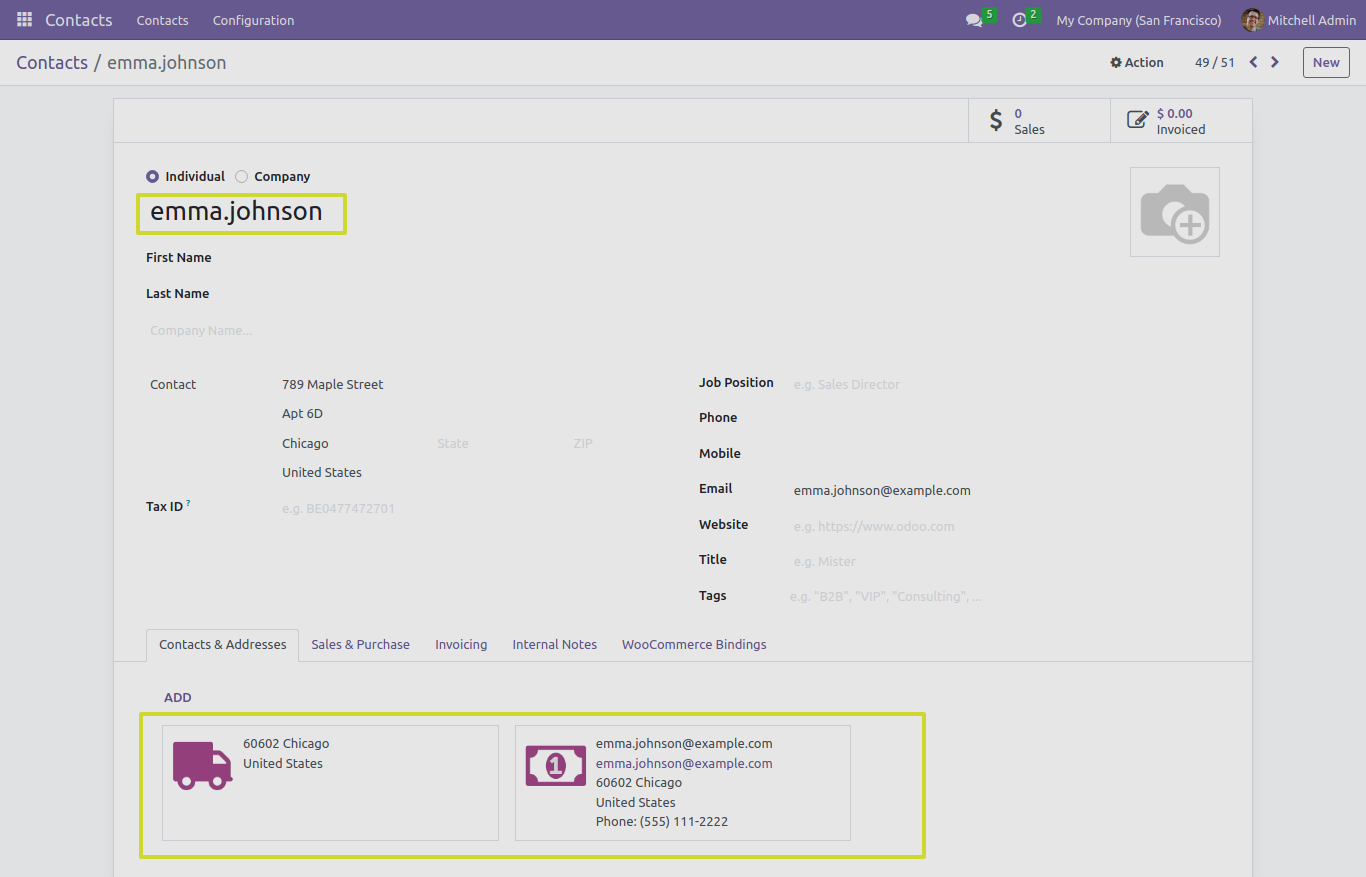 Contacts Contacts Configuration 5 2 My Company (San Francisco) Mitchell Admin
Contacts / emma.johnson Action 49 / 51 New
0
Sales
$ 0.00
Invoiced
Individual Company
emma.johnson
First Name
Last Name
Company Name...
Contact 789 Maple Street
Apt 6D
Chicago State ZIP
United States
Tax ID ? e.g. BE0477472701
Job Position e.g. Sales Director
Phone
Mobile
Email emma.johnson@example.com
Website e.g. https://www.odoo.com
Title e.g. Mister
Tags e.g. "B2B", "VIP", "Consulting", ...
Contacts & Addresses Sales & Purchase Invoicing Internal Notes WooCommerce Bindings
ADD
60602 Chicago
United States
1
emma.johnson@example.com
emma.johnson@example.com
60602 Chicago
United States
Phone: (555) 111-2222